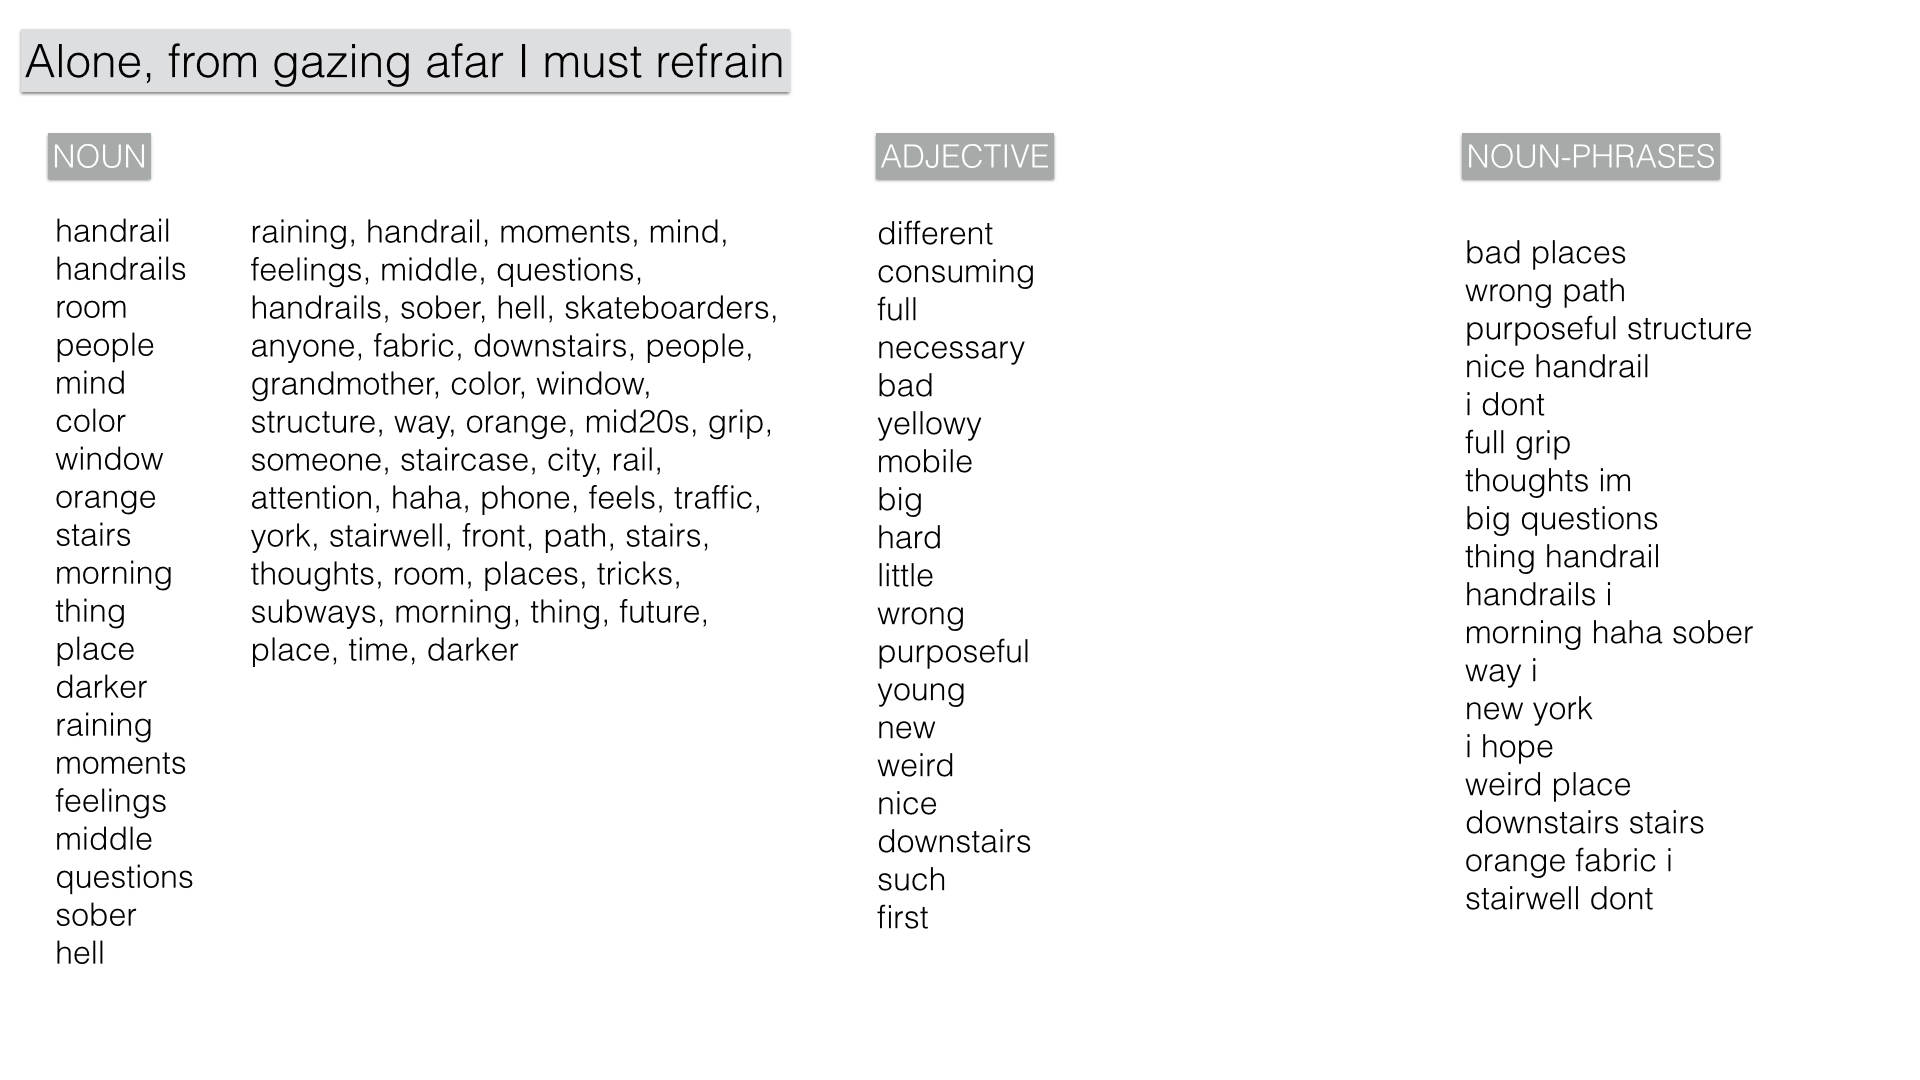 Alone, from gazing afar I must refrain
NOUN
handrail
handrails
room
people
mind
color
window
orange
stairs
morning
thing
place
darker
raining
moments
feelings
middle
questions
sober
hell
raining, handrail, moments, mind,
feelings, middle, questions,
handrails, sober, hell, skateboarders,
anyone, fabric, downstairs, people,
grandmother, color, window,
structure, way, orange, mid20s, grip,
someone, staircase, city, rail,
attention, haha, phone, feels, traffic,
york, stairwell, front, path, stairs,
thoughts, room, places, tricks,
subways, morning, thing, future,
place, time, darker
ADJECTIVE
different
consuming
full
necessary
bad
yellowy
mobile
big
hard
little
wrong
purposeful
young
new
weird
nice
downstairs
such
first
NOUN-PHRASES
bad places
wrong path
purposeful structure
nice handrail
i dont
full grip
thoughts im
big questions
thing handrail
handrails i
morning haha sober
way i
new york
i hope
weird place
downstairs stairs
orange fabric i
stairwell dont